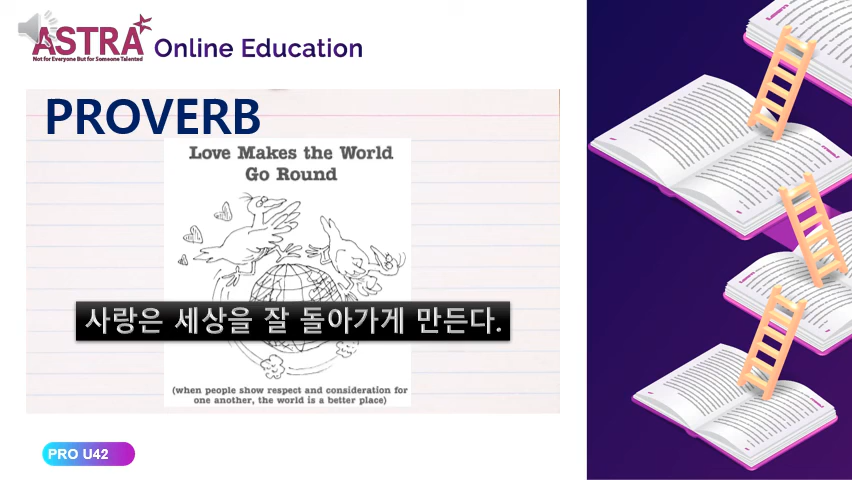 ASTRA
Not for Everyone But for Someone Talented
Online Education
PROVERB
Love Makes the World
Go Round
사랑은 세상을 잘 돌아가게 만든다.
(when people show respect and consideration for
one another, the world is a better place)
PRO U42